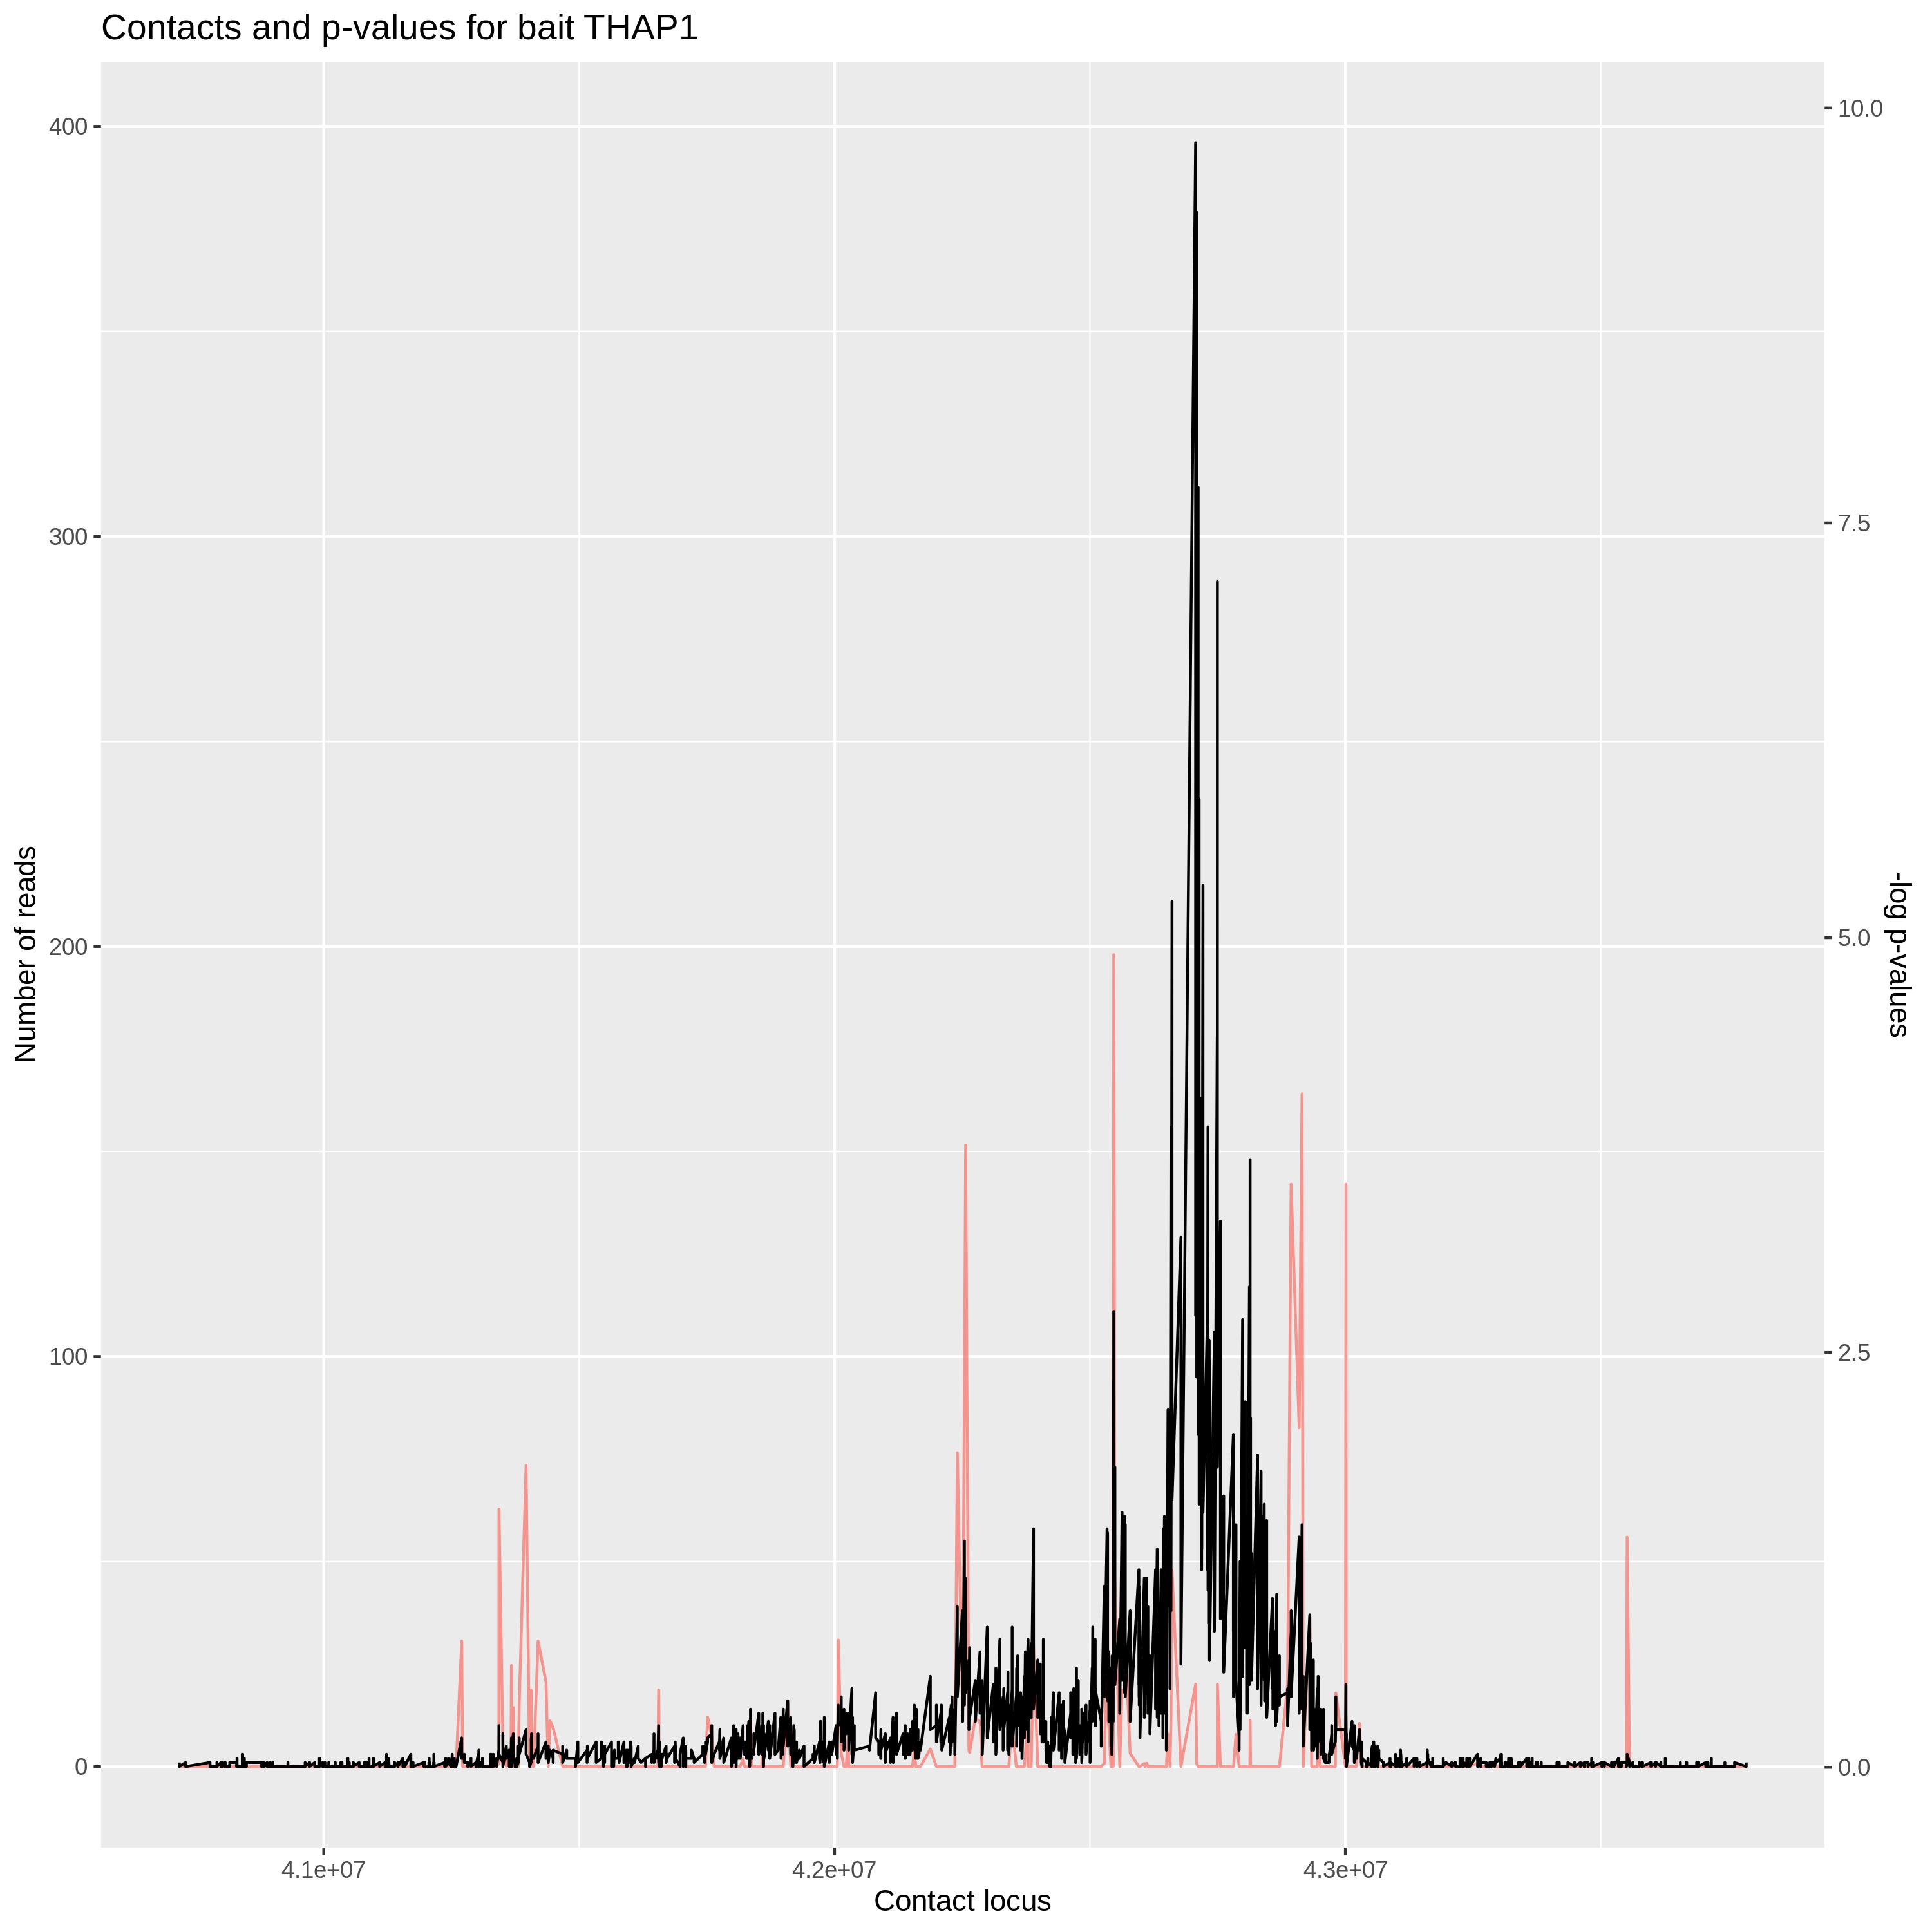 Contacts and p-values for bait THAP1
400
300
200
100
0
Number of reads
10.0
7.5
5.0
2.5
0.0
-log p-values
4.1e+07
4.2e+07
4.3e+07
Contact locus